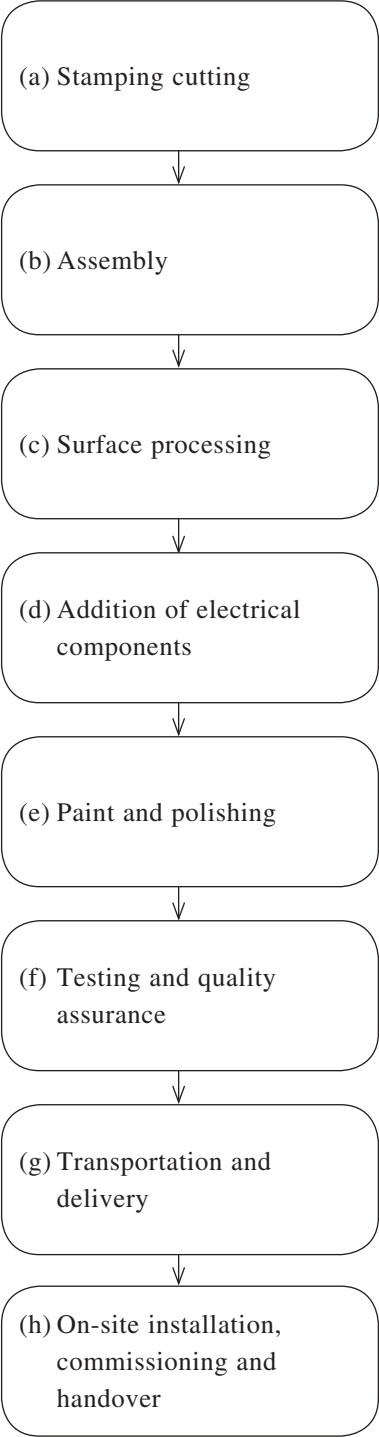 (a) Stamping cutting
(b) Assembly
(c) Surface processing
(d) Addition of electrical
components
(e) Paint and polishing
(f) Testing and quality
assurance
(g) Transportation and
delivery
(h) On-site installation,
commissioning and
handover